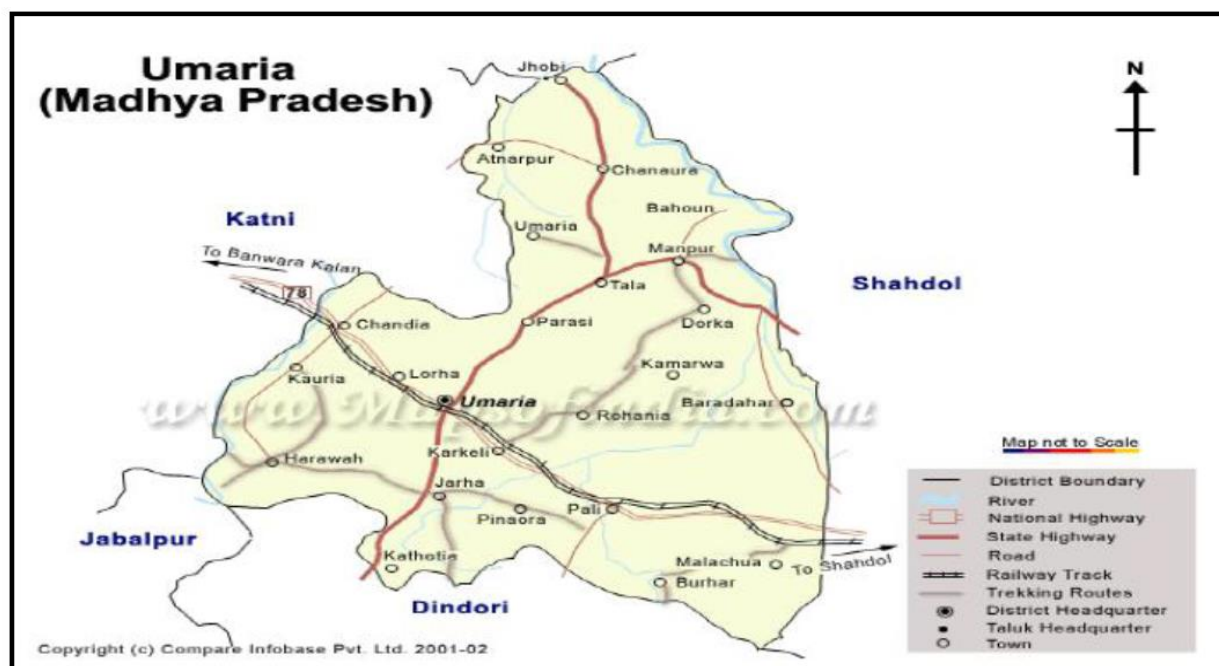 Umaria
(Madhya Pradesh)
N
Jhobi
Atnarpur
Chanaura
Bahoun
Katni
Umaria
Manpur
To Banwara Kalan
Shahdol
78
Tala
Chandia
Parasi
Dorka
Kauria
Lorha
Kamarwa
www.MapsofIndia.com
Umaria
Baradahar
Rohania
Karkeli
Map not to Scale
Harawah
Jarha
Pinaora
Pali
Jabalpur
Kathotia
Malachua
To Shahdol
Burhar
Dindori
District Boundary
River
National Highway
State Highway
Road
Railway Track
Trekking Routes
District Headquarter
Taluk Headquarter
Town
Copyright (c) Compare Infobase Pvt. Ltd. 2001-02